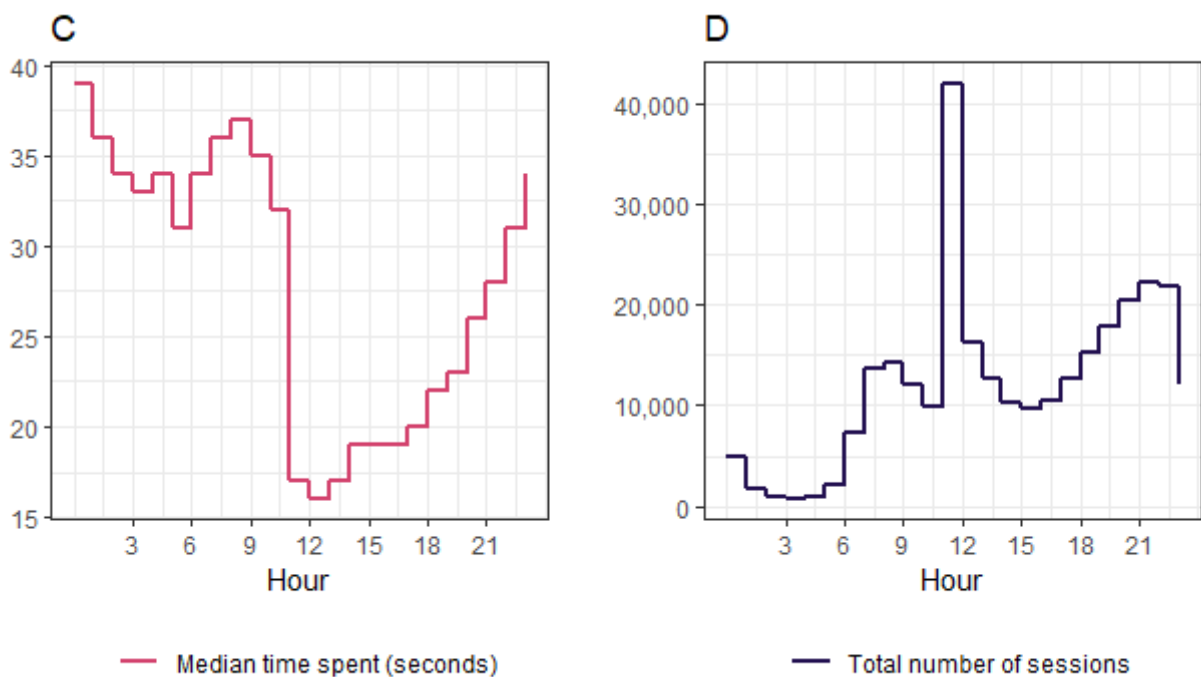 C
40
35
30
25
20
15
3 6 9 12 15 18 21
Hour
Median time spent (seconds)
D
40,000
30,000
20,000
10,000
0
3 6 9 12 15 18 21
Hour
Total number of sessions